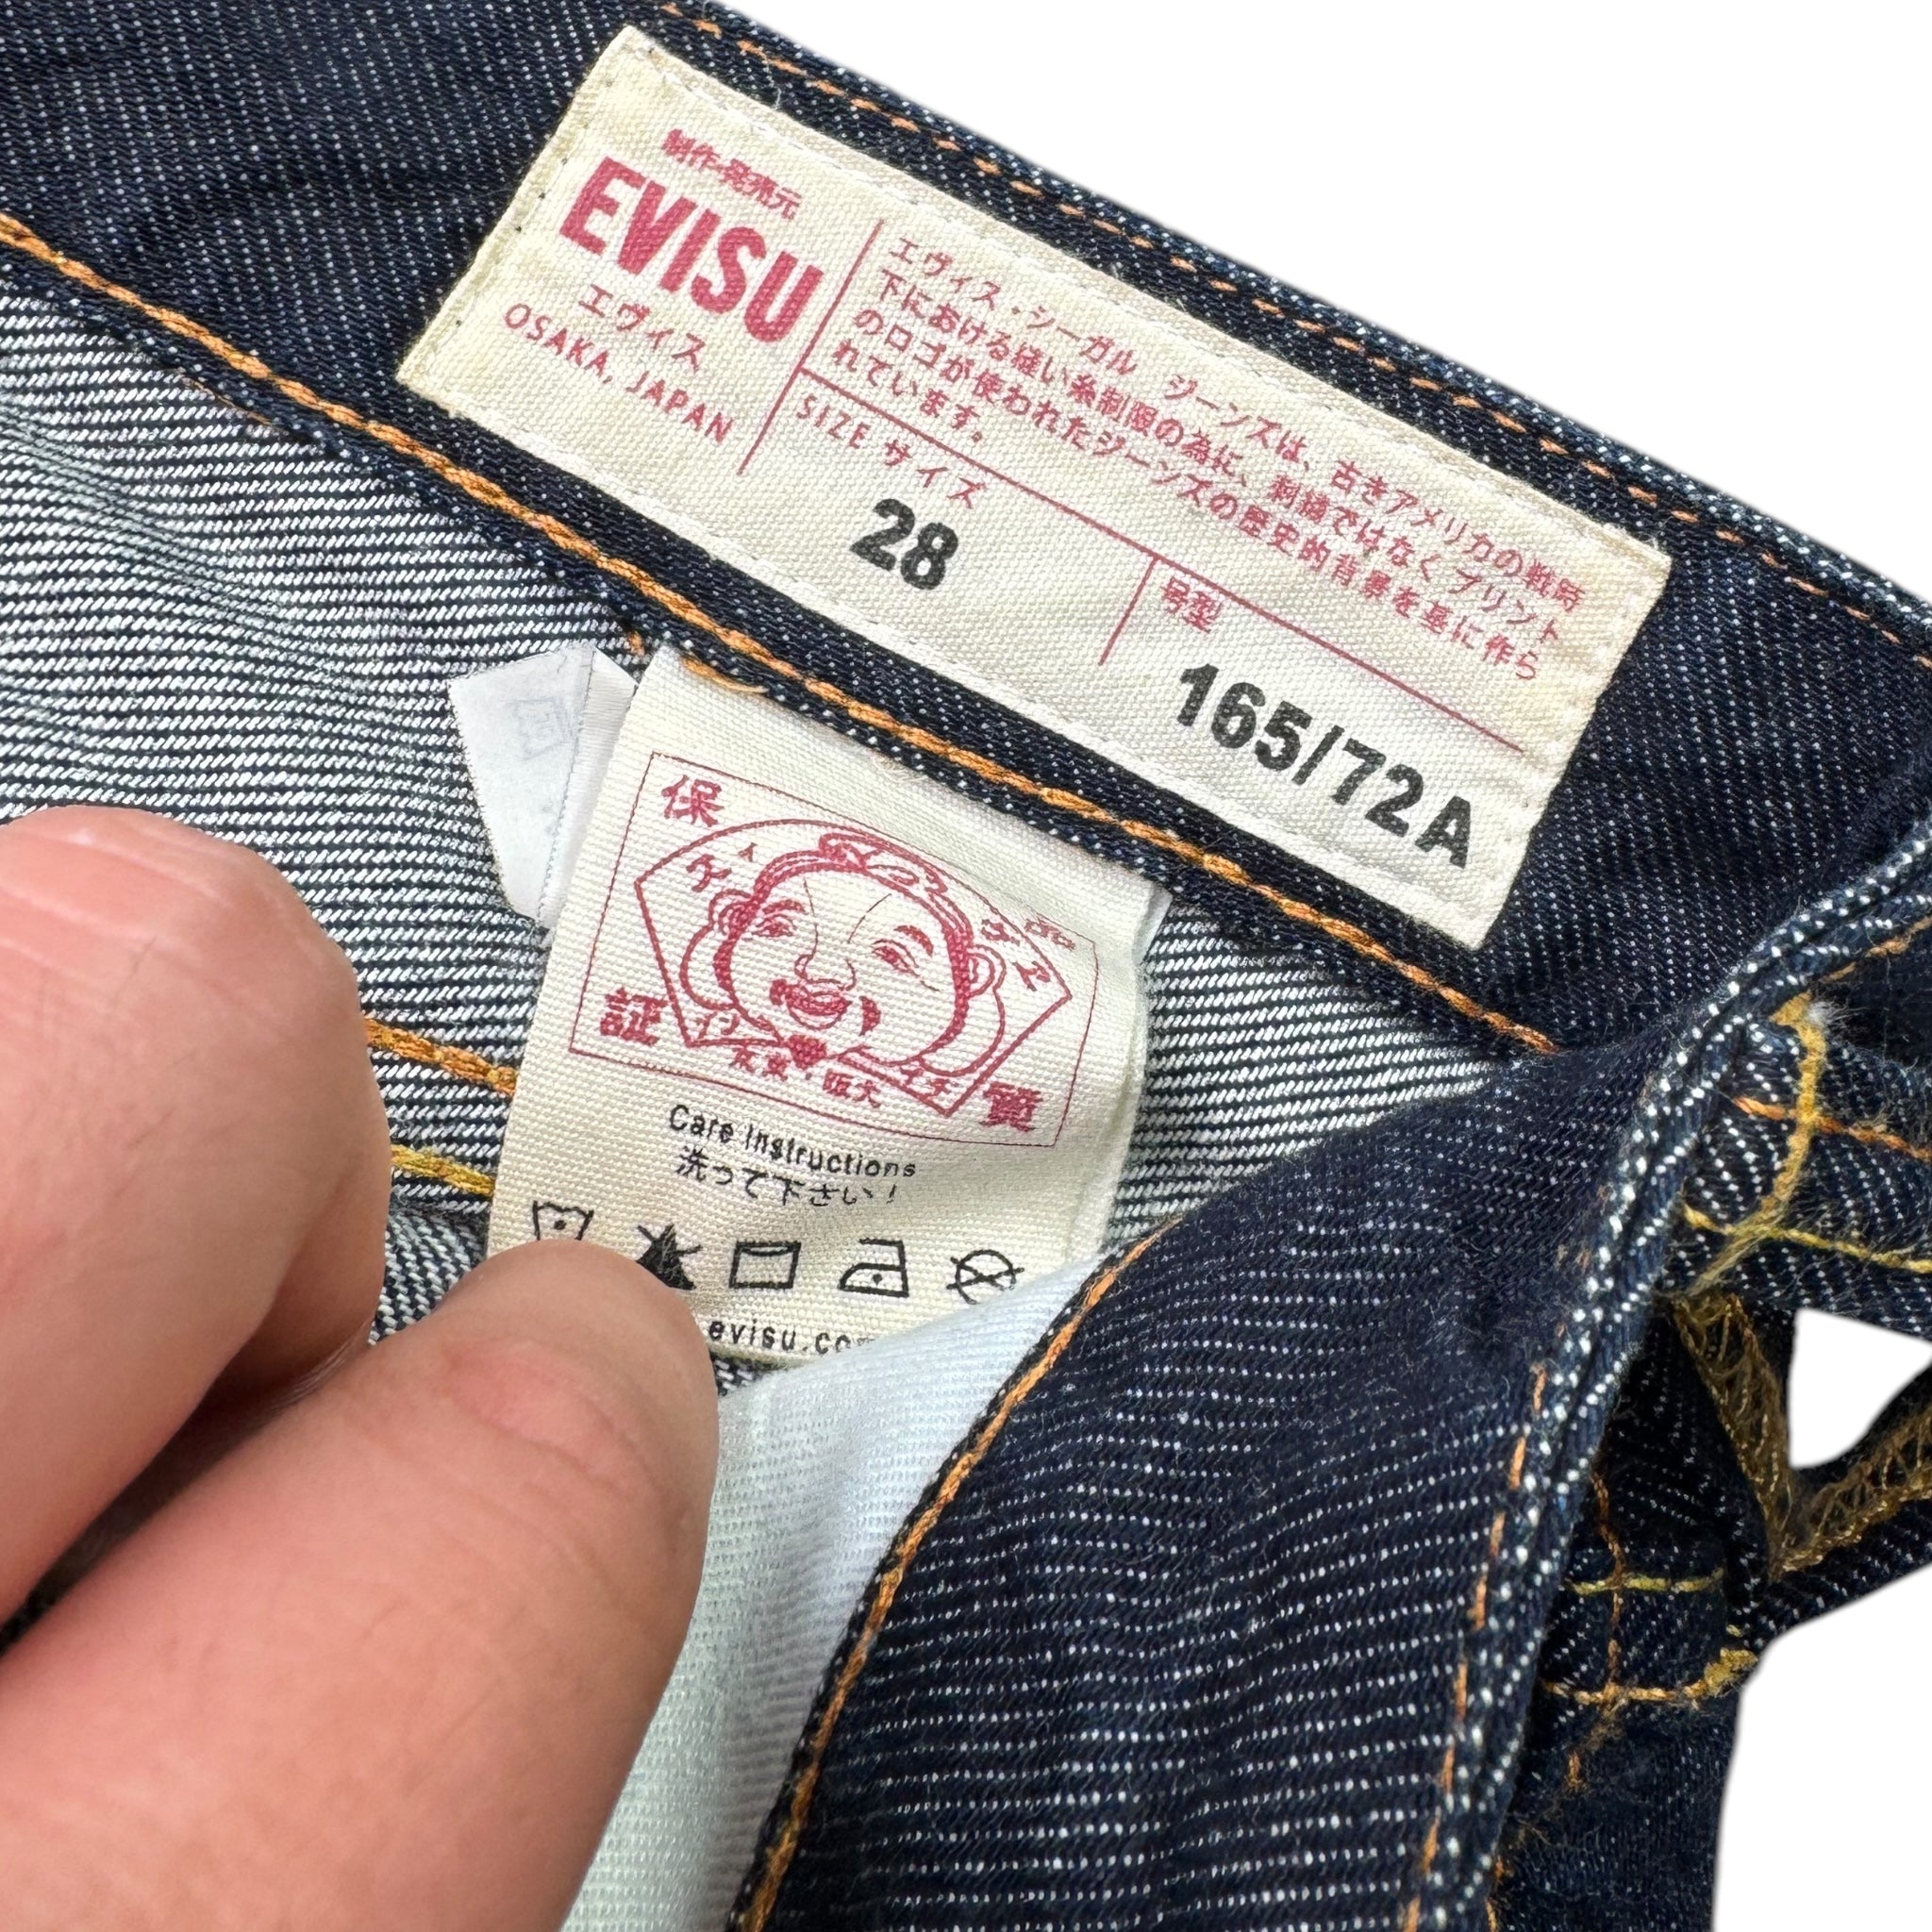 制作・発売元
EVISU
エヴィス
OSAKA, JAPAN
エヴィス・シーガル ジーンズは、古きアメリカの戦時
下における縫い糸制限の為に、刺繍ではなくプリント
のロゴが使われたジーンズの歴史的背景を基に作ら
れています。
SIZE サイズ
28
号型
165/72A
保
証
品
質
Care Instructions
洗って下さい!
evisu.co